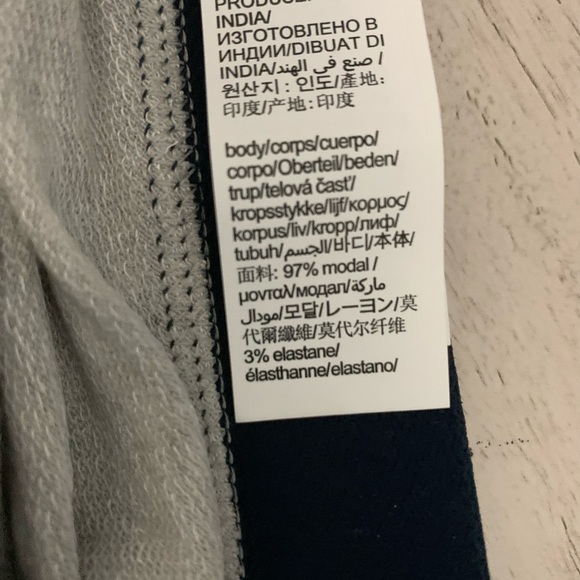 INDIA/
ИЗГОТОВЛЕНО В
ИНДИИ/DIBUAT DI
INDIA/صنع في الهند /
원산지 : 인도/產地:
印度/产地: 印度
body/corps/cuerpo/
corpo/Oberteil/beden/
trup/telová časť/
kropsstykke/lijf/κορμος/
korpus/liv/kropp/лиф/
tubuh/الجسم/바디/本体/
面料: 97% modal /
μονταλ/модал/ماركة/
مودال/모달/レーヨン/莫
代爾纖維/莫代尔纤维
3% elastane/
élasthanne/elastano/